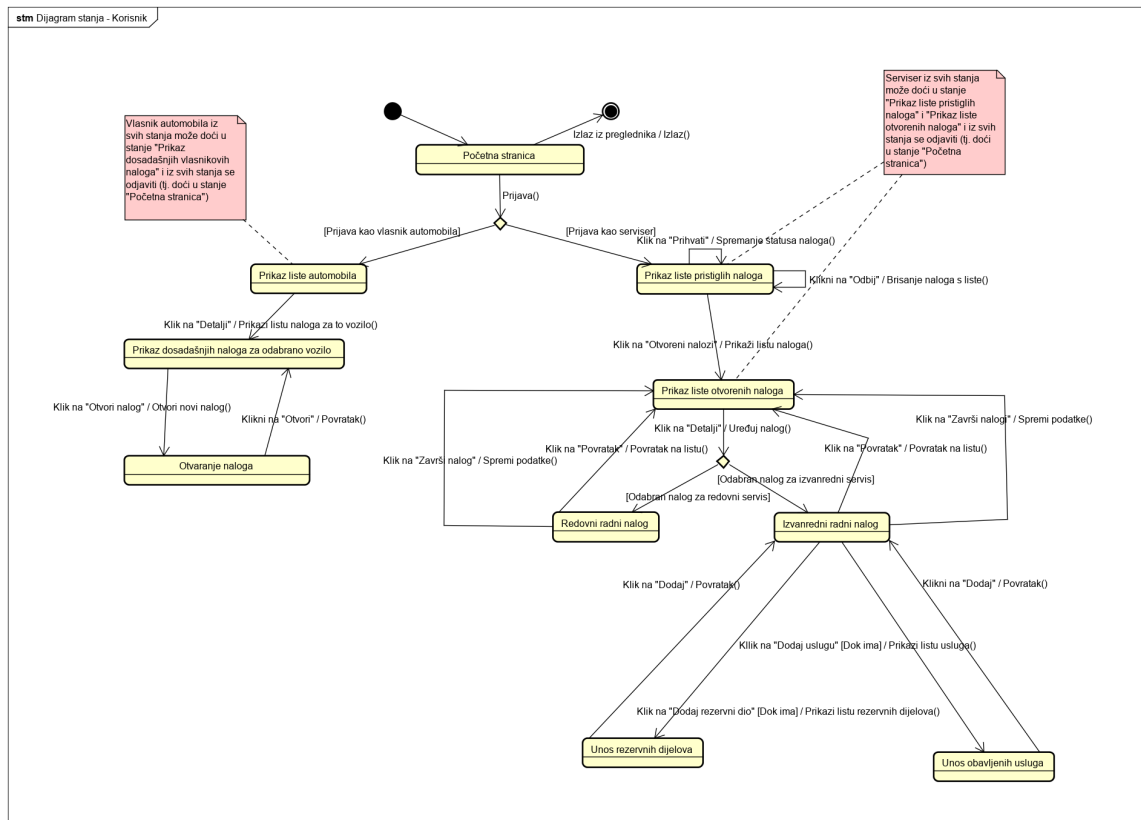 stm Dijagram stanja - Korisnik
Serviser iz svih stanja
može doći u stanje
"Prikaz liste pristiglih
naloga" i "Prikaz liste
otvorenih naloga" i iz svih
stanja se odjaviti (tj. doći
u stanje "Početna
stranica")
Vlasnik automobila iz
svih stanja može doći u
stanje "Prikaz
dosadašnjih vlasnikovih
naloga" i iz svih stanja se
odjaviti (tj. doći u stanje
"Početna stranica")
Izlaz iz preglednika / Izlaz()
Početna stranica
Prijava()
[Prijava kao vlasnik automobila]
[Prijava kao serviser]
Klik na "Prihvati" / Spremanje statusa naloga()
Prikaz liste automobila
Prikaz liste pristiglih naloga
Klikni na "Odbij" / Brisanje naloga s liste()
Klik na "Detalji" / Prikazi listu naloga za to vozilo()
Klik na "Otvoreni nalozi" / Prikaži listu naloga()
Prikaz dosadašnjih naloga za odabrano vozilo
Prikaz liste otvorenih naloga
Klik na "Otvori nalog" / Otvori novi nalog()
Klikni na "Otvori" / Povratak()
Klik na "Završi nalogi" / Spremi podatke()
Klik na "Detalji" / Uređuj nalog()
Klik na "Povratak" / Povratak na listu()
Klik na "Povratak" / Povratak na listu()
Klik na "Završi nalog" / Spremi podatke()
Otvaranje naloga
[Odabran nalog za izvanredni servis]
[Odabran nalog za redovni servis]
Redovni radni nalog
Izvanredni radni nalog
Klik na "Dodaj" / Povratak()
Klikni na "Dodaj" / Povratak()
Kllik na "Dodaj uslugu" [Dok ima] / Prikazi listu usluga()
Klik na "Dodaj rezervni dio" [Dok ima] / Prikazi listu rezervnih dijelova()
Unos rezervnih dijelova
Unos obavljenih usluga